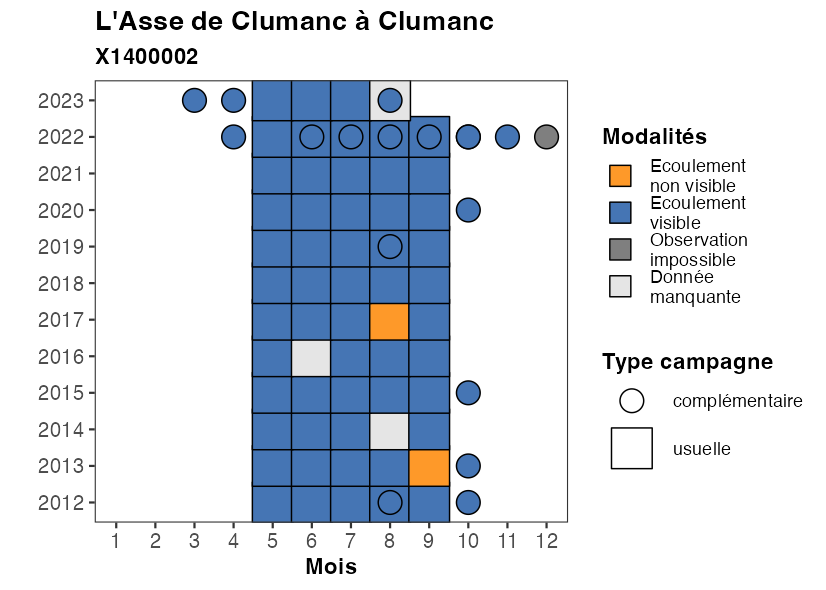 L'Asse de Clumanc à Clumanc
X1400002
2023
2022
2021
2020
2019
2018
2017
2016
2015
2014
2013
2012
1 2 3 4 5 6 7 8 9 10 11 12
Mois
Modalités
Ecoulement
non visible
Ecoulement
visible
Observation
impossible
Donnée
manquante
Type campagne
complémentaire
usuelle